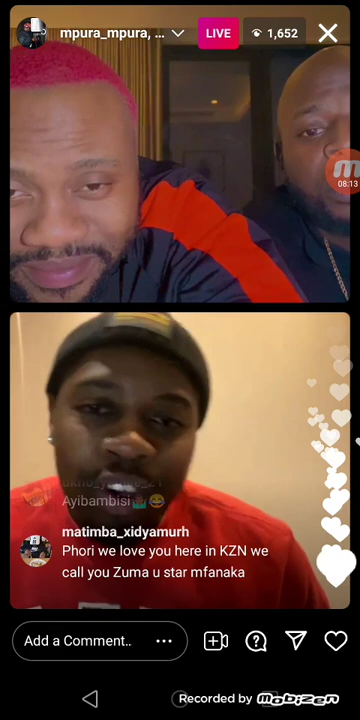 mpura_mpura, ...
LIVE
1,652
08:13
Ayibambisi
matimba_xidyamurh
Phori we love you here in KZN we
call you Zuma u star mfanaka
Add a Comment..
Recorded by mobizen